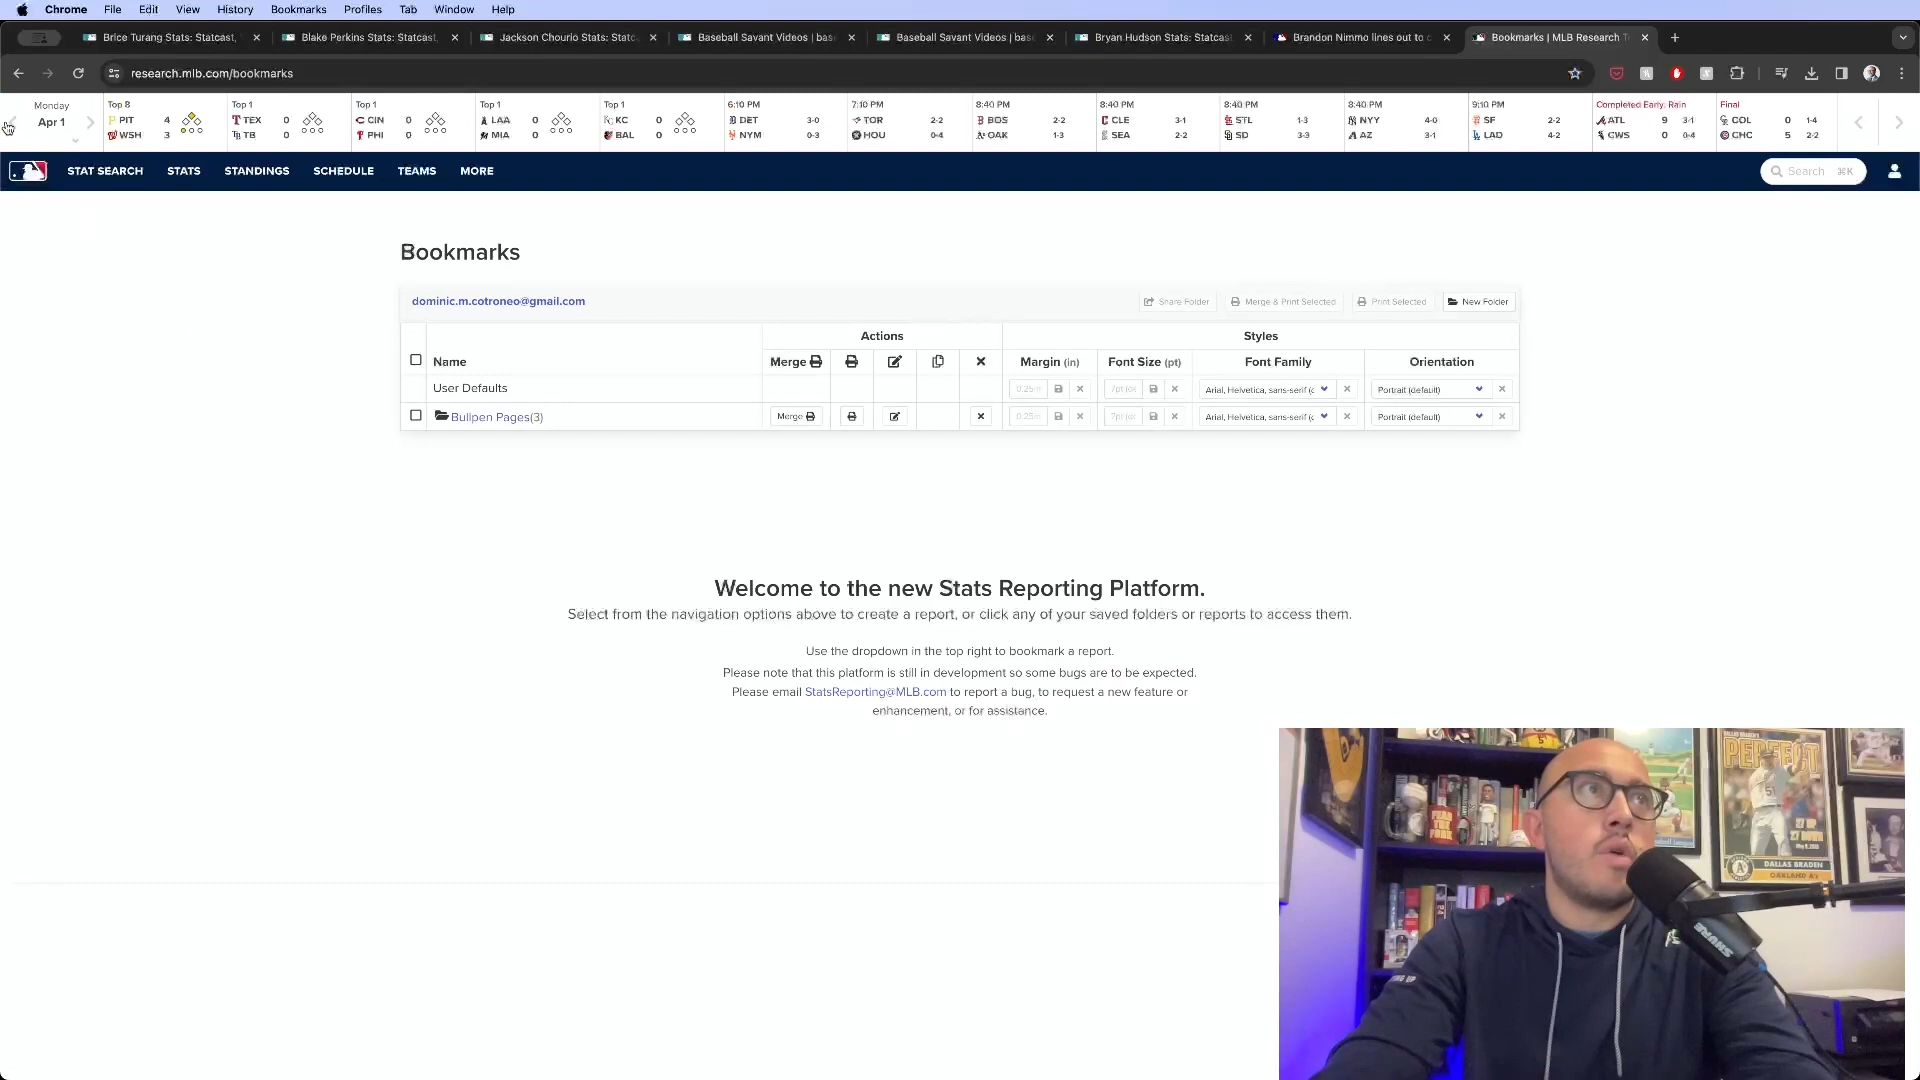 Chrome File Edit View History Bookmarks Profiles Tab Window Help
Brice Turang Stats: Statcast, Blake Perkins Stats: Statcast, Jackson Chourio Stats: Statc Baseball Savant Videos | bas Baseball Savant Videos | bas Bryan Hudson Stats: Statcast Brandon Nimmo lines out to c Bookmarks | MLB Research T
research.mlb.com/bookmarks
Monday Top 8 Top 1 Top 1 Top 1 Top 1 6:10 PM 7:10 PM 8:40 PM 8:40 PM 8:40 PM 8:40 PM 9:10 PM Completed Early: Rain Final
Apr 1 PIT 4 TEX 0 CIN 0 LAA 0 KC 0 DET 3-0 TOR 2-2 BOS 2-2 CLE 3-1 STL 1-3 NYY 4-0 SF 2-2 ATL 9 3-1 COL 0 1-4
WSH 3 TB 0 PHI 0 MIA 0 BAL 0 NYM 0-3 HOU 0-4 OAK 1-3 SEA 2-2 SD 3-3 AZ 3-1 LAD 4-2 CWS 0 0-4 CHC 5 2-2
STAT SEARCH STATS STANDINGS SCHEDULE TEAMS MORE Search ⌘K
Bookmarks
dominic.m.cotroneo@gmail.com Share Folder Merge & Print Selected Print Selected New Folder
Actions Styles
Name Merge Margin (in) Font Size (pt) Font Family Orientation
User Defaults Arial, Helvetica, sans-serif (c Portrait (default)
Bullpen Pages(3) Merge Arial, Helvetica, sans-serif (c Portrait (default)
Welcome to the new Stats Reporting Platform.
Select from the navigation options above to create a report, or click any of your saved folders or reports to access them.
Use the dropdown in the top right to bookmark a report.
Please note that this platform is still in development so some bugs are to be expected.
Please email StatsReporting@MLB.com to report a bug, to request a new feature or
enhancement, or for assistance.
PERFECT
FEAR THE FORK
27 UP
27 DOWN
May 9, 2010
DALLAS BRADEN
OAKLAND A's
SHURE